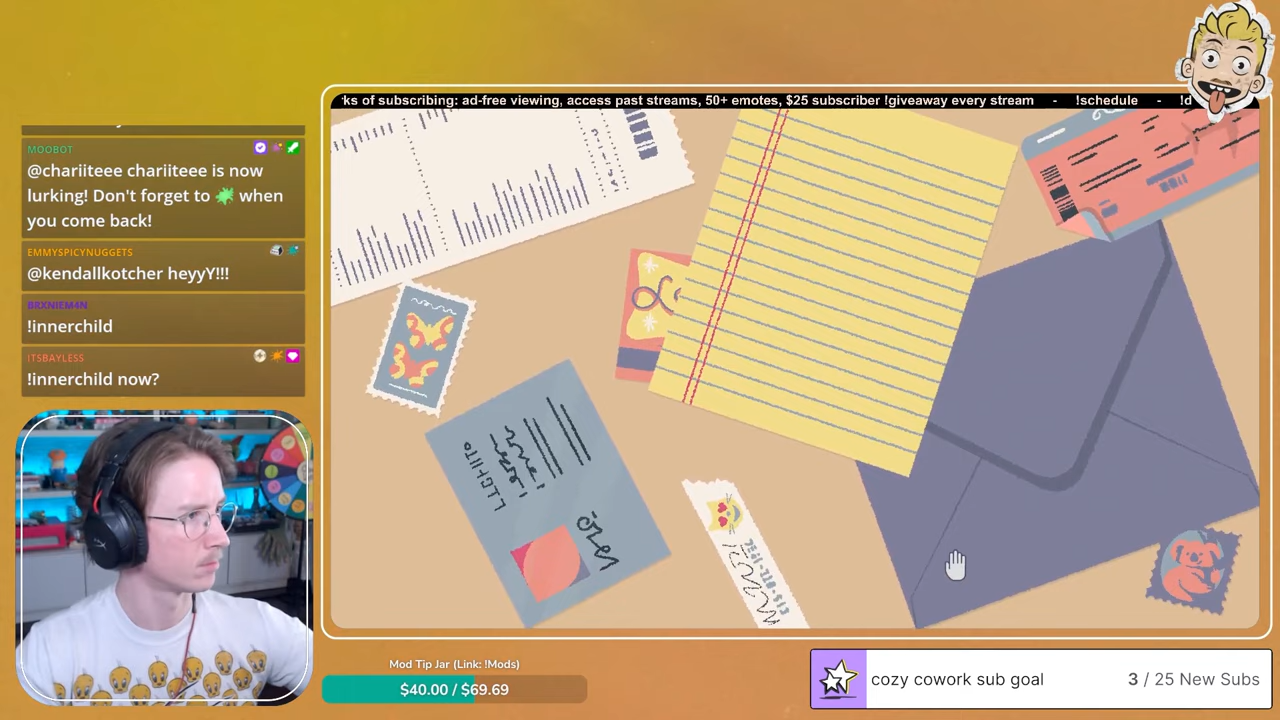 ks of subscribing: ad-free viewing, access past streams, 50+ emotes, $25 subscriber !giveaway every stream - !schedule - !d
MOOBOT
@chariiteee chariiteee is now
lurking! Don't forget to when
you come back!
EMMYSPICYNUGGETS
@kendallkotcher heyyY!!!
BRXNIEM4N
!innerchild
ITSBAYLESS
!innerchild now?
Mod Tip Jar (Link: !Mods)
$40.00 / $69.69
cozy cowork sub goal
3 / 25 New Subs